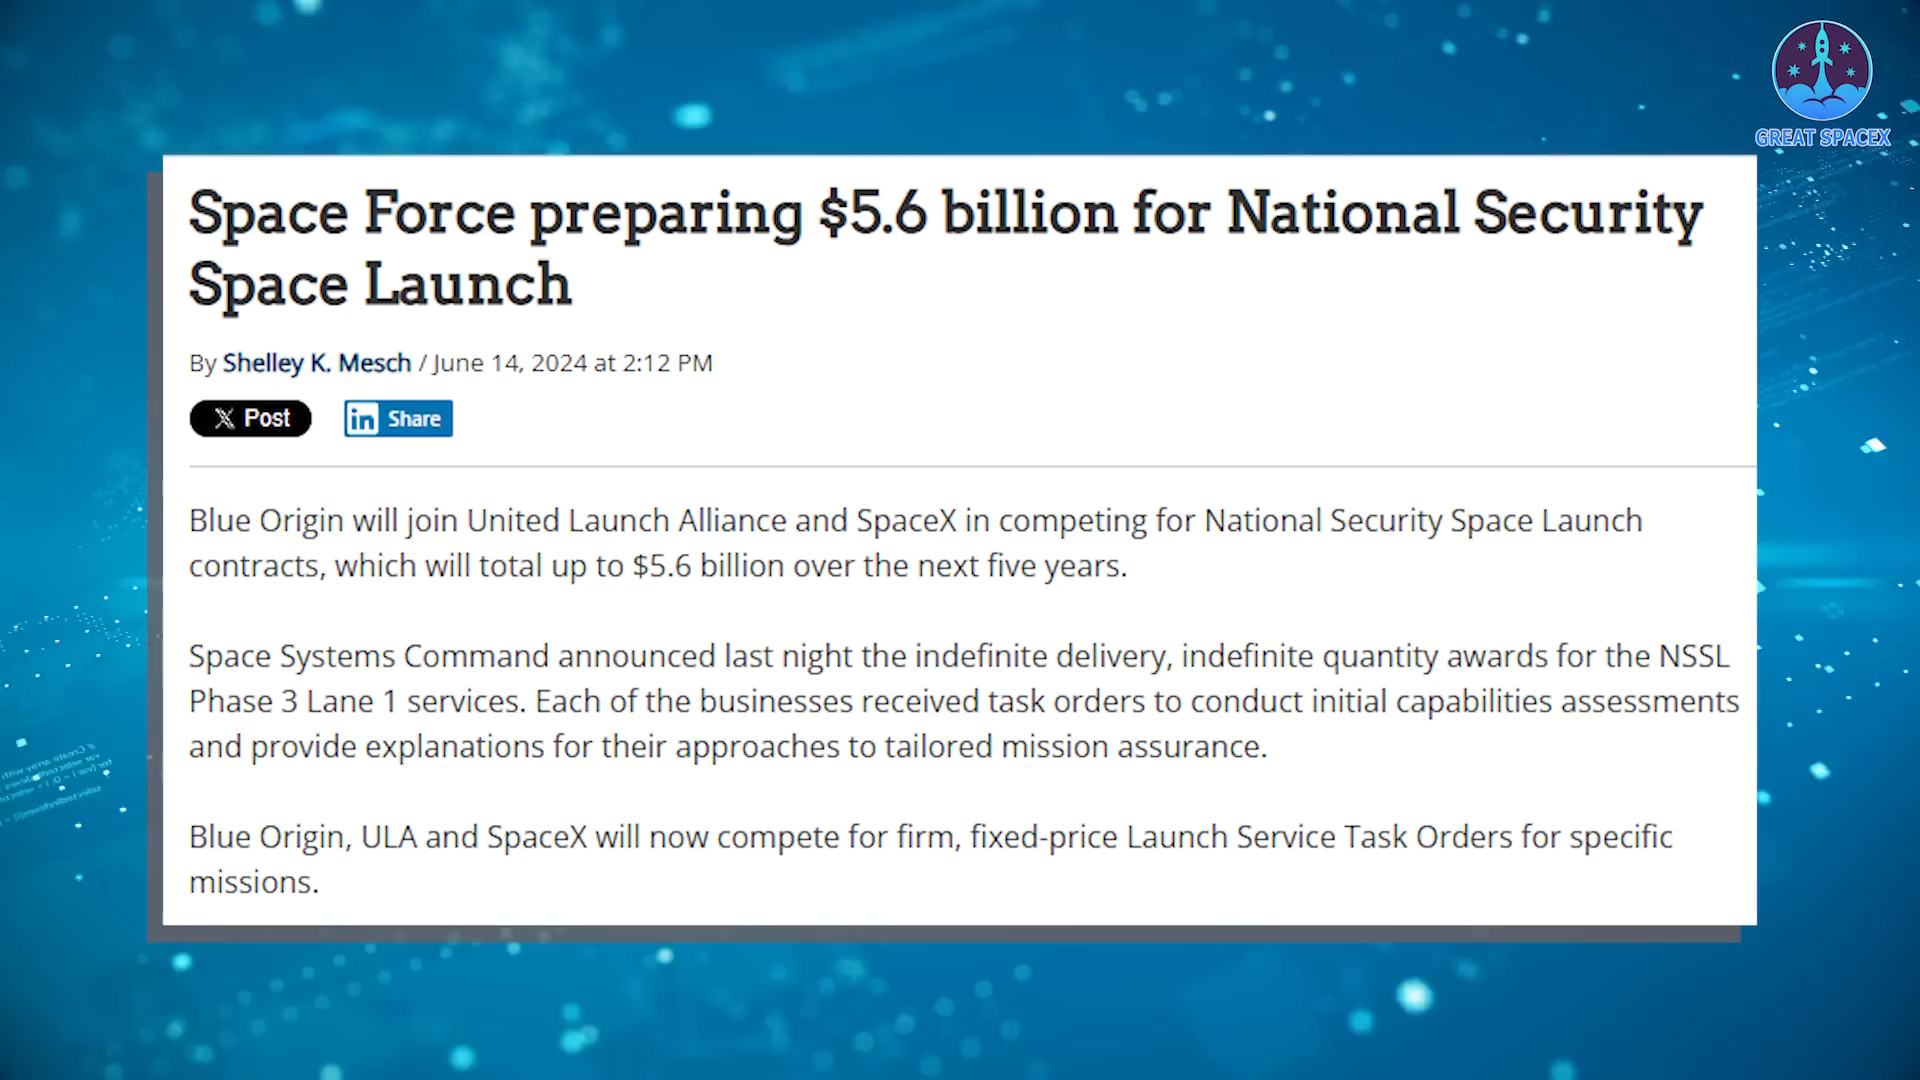 GREAT SPACEX
Space Force preparing $5.6 billion for National Security
Space Launch
By Shelley K. Mesch / June 14, 2024 at 2:12 PM
X Post
in Share
Blue Origin will join United Launch Alliance and SpaceX in competing for National Security Space Launch
contracts, which will total up to $5.6 billion over the next five years.
Space Systems Command announced last night the indefinite delivery, indefinite quantity awards for the NSSL
Phase 3 Lane 1 services. Each of the businesses received task orders to conduct initial capabilities assessments
and provide explanations for their approaches to tailored mission assurance.
Blue Origin, ULA and SpaceX will now compete for firm, fixed-price Launch Service Task Orders for specific
missions.